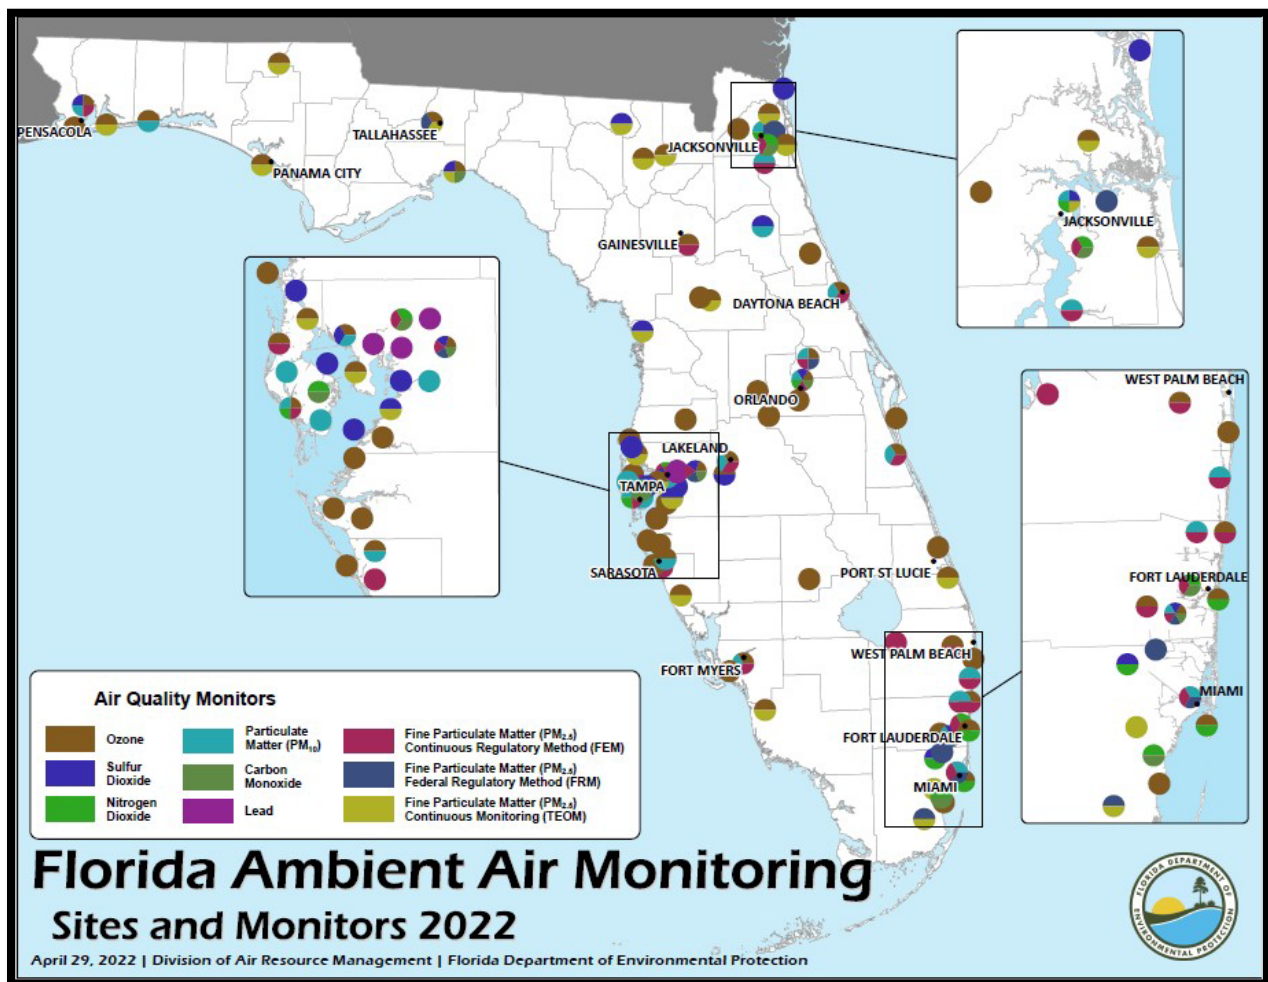 PENSACOLA
TALLAHASSEE
PANAMA CITY
JACKSONVILLE
GAINESVILLE
DAYTONA BEACH
ORLANDO
LAKELAND
TAMPA
SARASOTA
PORT ST LUCIE
FORT MYERS
WEST PALM BEACH
FORT LAUDERDALE
MIAMI
JACKSONVILLE
WEST PALM BEACH
FORT LAUDERDALE
MIAMI
Air Quality Monitors
Ozone
Sulfur
Dioxide
Nitrogen
Dioxide
Particulate
Matter (PM₁₀)
Carbon
Monoxide
Lead
Fine Particulate Matter (PM₂.₅)
Continuous Regulatory Method (FEM)
Fine Particulate Matter (PM₂.₅)
Federal Regulatory Method (FRM)
Fine Particulate Matter (PM₂.₅)
Continuous Monitoring (TEOM)
Florida Ambient Air Monitoring
Sites and Monitors 2022
April 29, 2022 | Division of Air Resource Management | Florida Department of Environmental Protection
FLORIDA DEPARTMENT OF
ENVIRONMENTAL PROTECTION